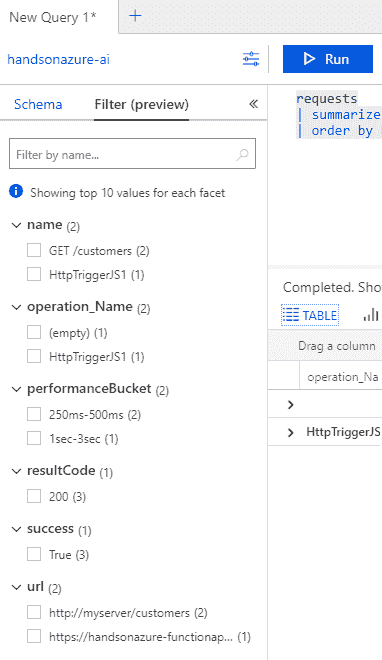 New Query 1*
handsonazure-ai
Run
Schema
Filter (preview)
Filter by name...
Showing top 10 values for each facet
name (2)
GET /customers (2)
HttpTriggerJS1 (1)
operation_Name (2)
(empty) (1)
HttpTriggerJS1 (1)
performanceBucket (2)
250ms-500ms (2)
1sec-3sec (1)
resultCode (1)
200 (3)
success (1)
True (3)
url (2)
http://myserver/customers (2)
https://handsonazure-functionap... (1)
requests
| summarize
| order by
Completed. Sho
TABLE
Drag a column
operation_Na
HttpTriggerJS